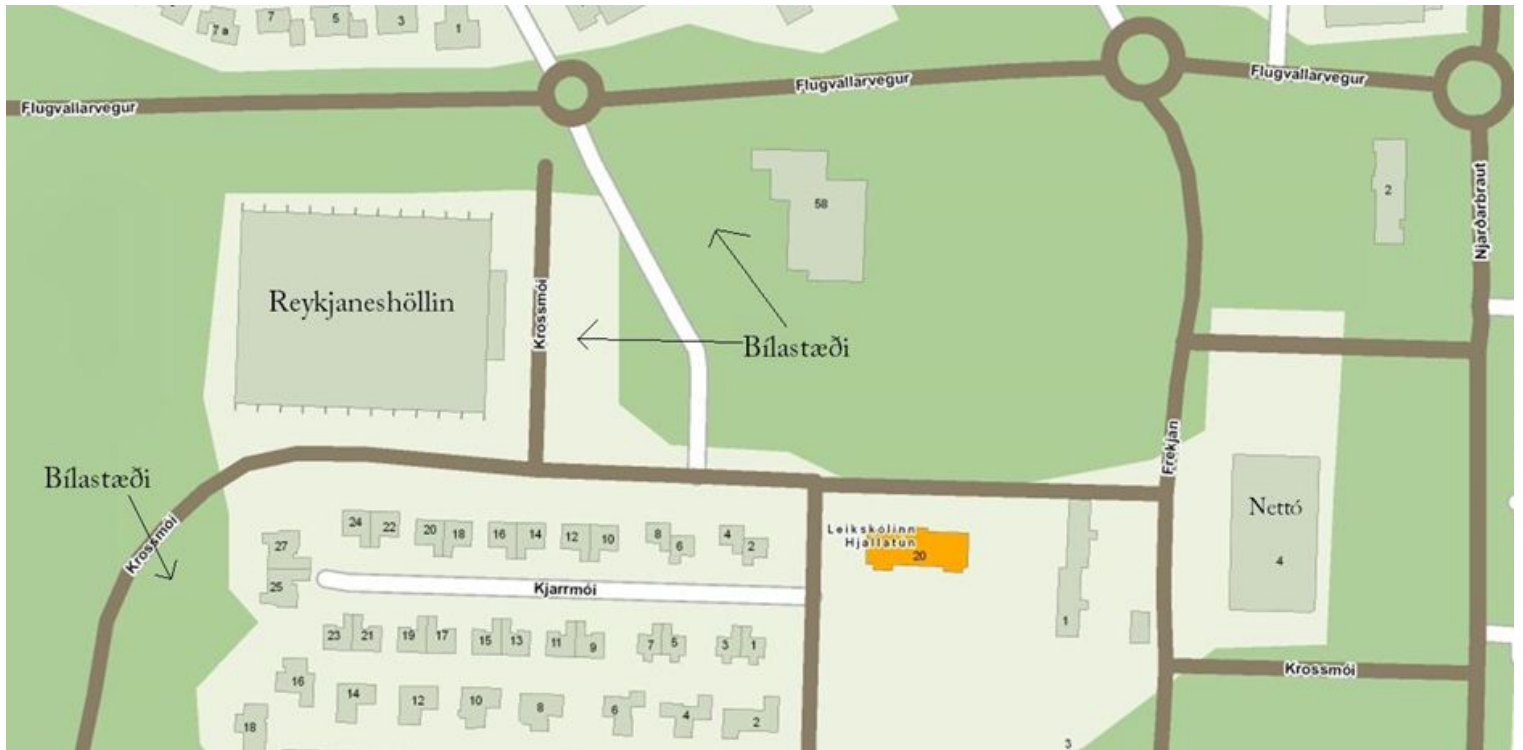 7a
7
5
3
1
Flugvallarvegur
Flugvallarvegur
Flugvallarvegur
58
2
Njarðarbraut
Reykjaneshöllin
Krossmói
Bílastæði
Frekjan
Bílastæði
Krossmói
Nettó
4
24 22
20 18
16 14
12 10
8 6
4 2
Leikskólinn
Hjallatún
20
27
25
Kjarrmói
1
23 21
19 17
15 13
11 9
7 5
3 1
Krossmói
16
14
12
10
8
6
4
2
18
3